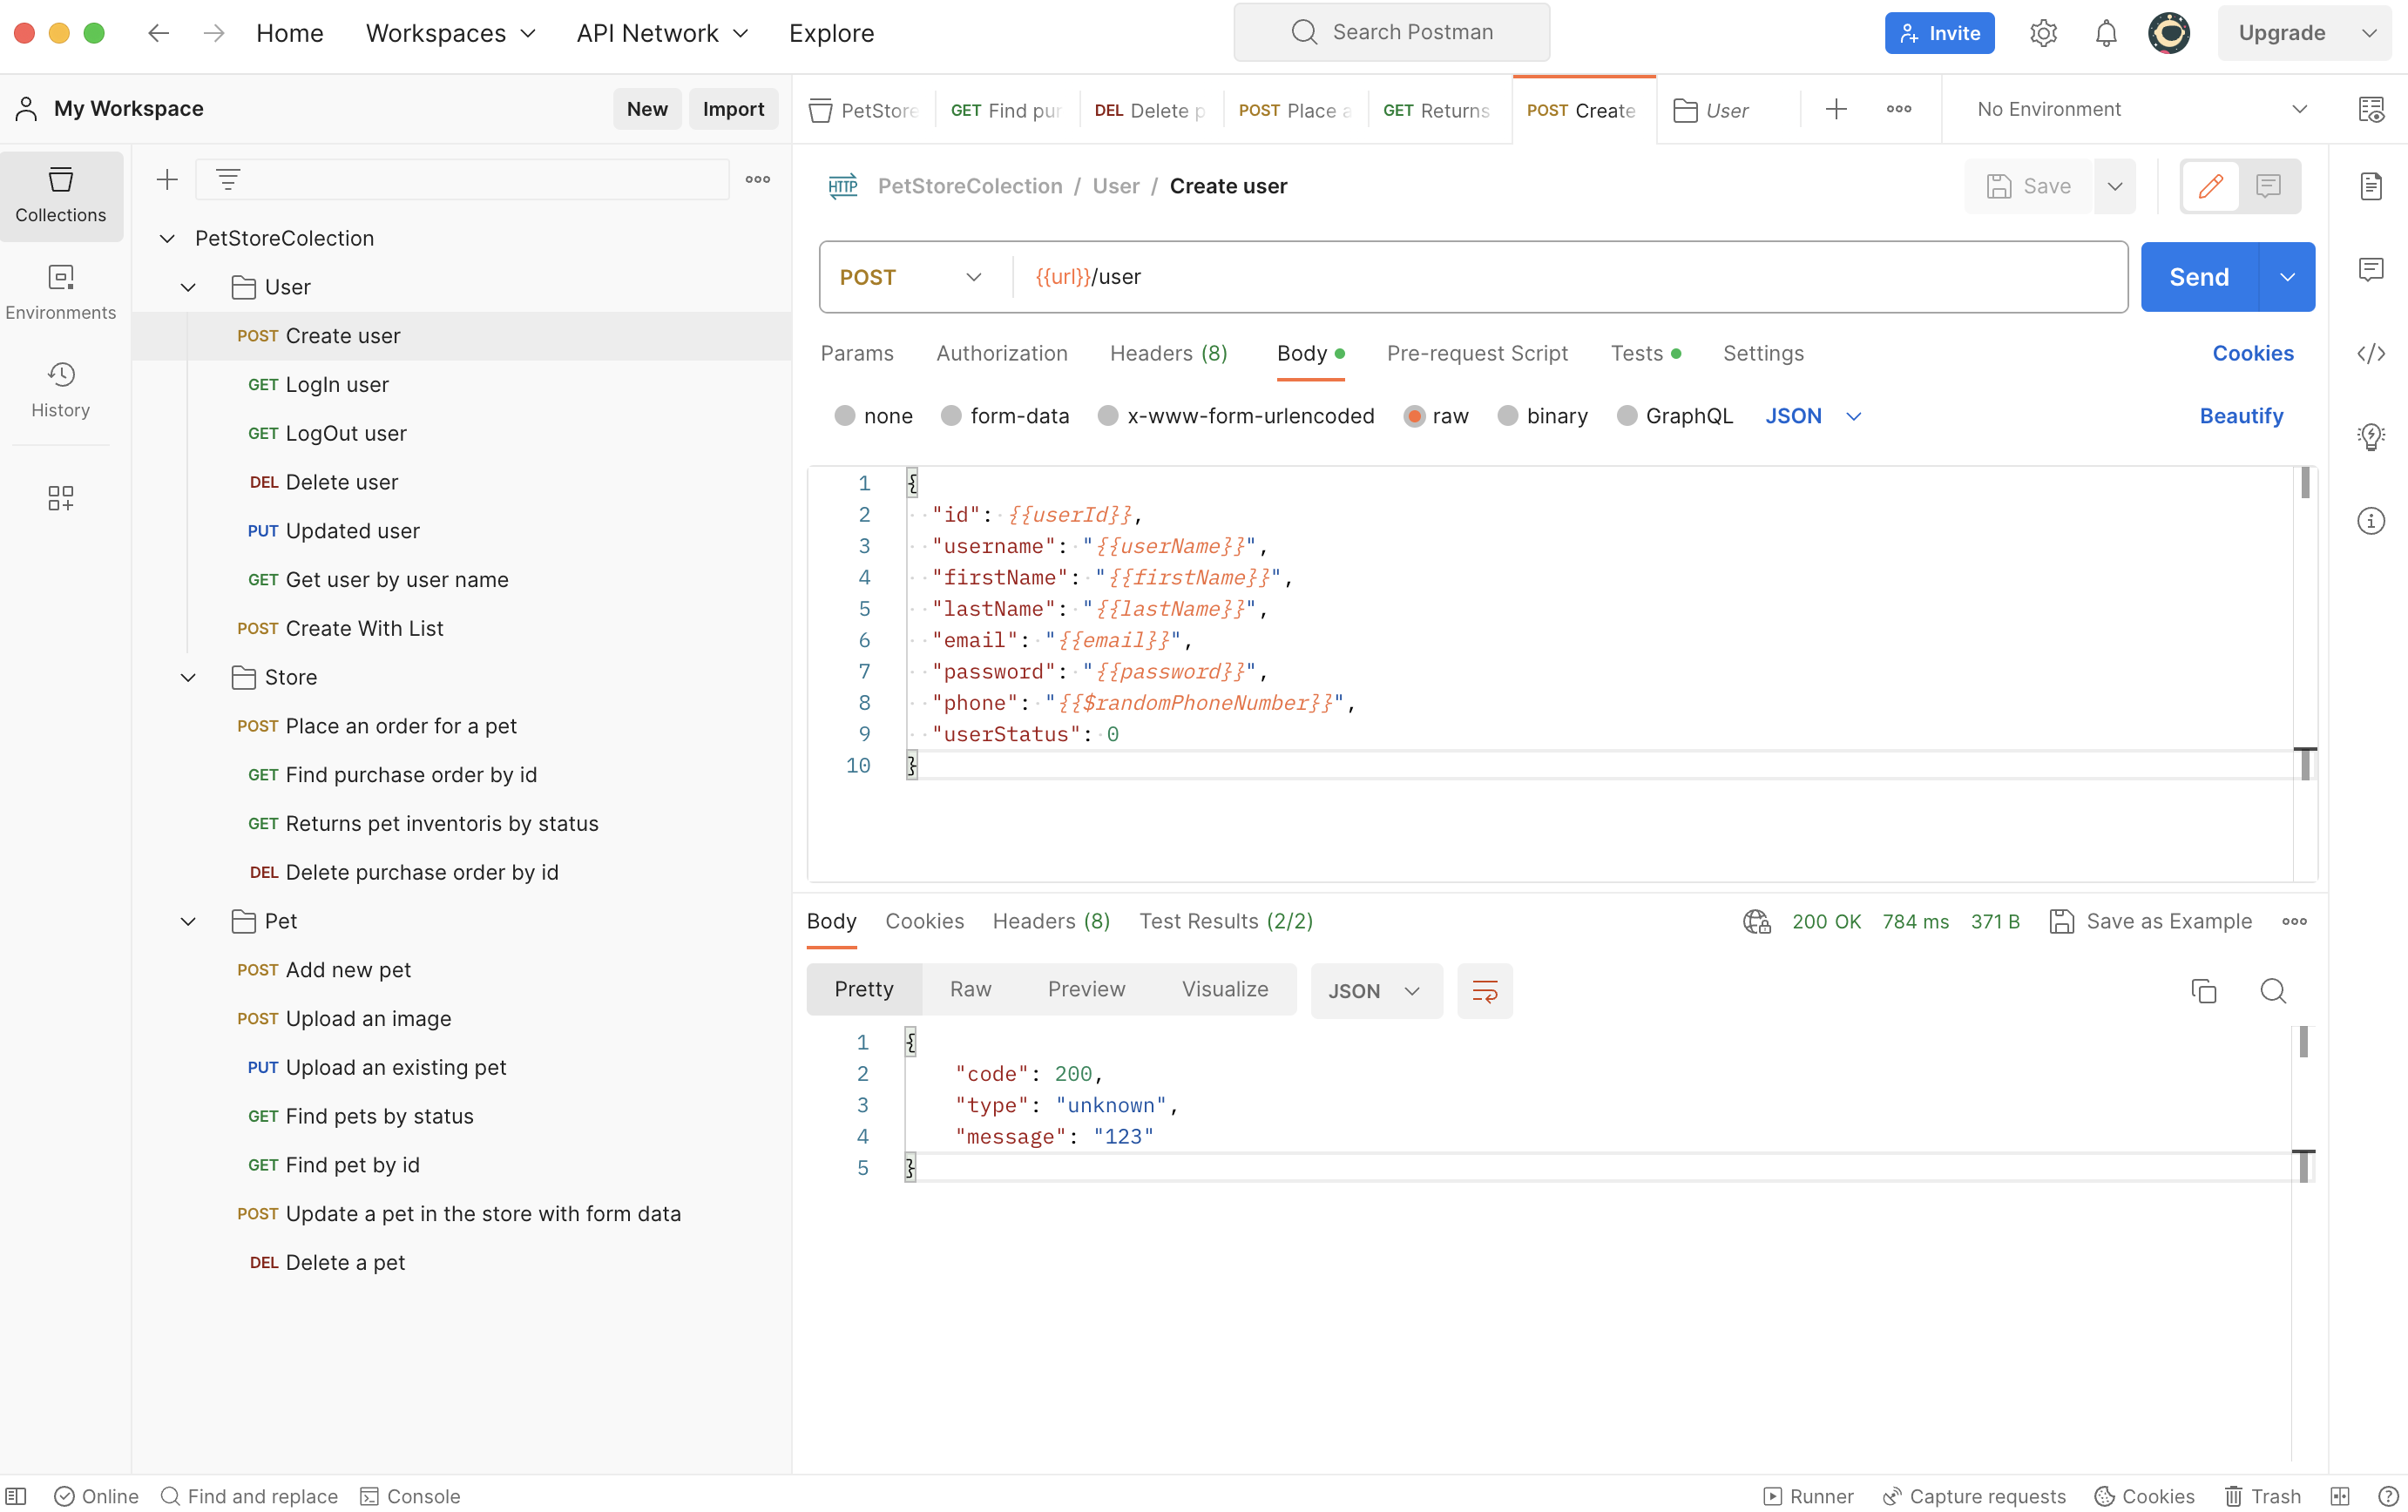 Home Workspaces API Network Explore Search Postman Invite Upgrade
My Workspace New Import
PetStore GET Find pur DEL Delete p POST Place a GET Returns POST Create User No Environment
Collections
Environments
History
PetStoreColection
User
POST Create user
GET LogIn user
GET LogOut user
DEL Delete user
PUT Updated user
GET Get user by user name
POST Create With List
Store
POST Place an order for a pet
GET Find purchase order by id
GET Returns pet inventoris by status
DEL Delete purchase order by id
Pet
POST Add new pet
POST Upload an image
PUT Upload an existing pet
GET Find pets by status
GET Find pet by id
POST Update a pet in the store with form data
DEL Delete a pet
HTTP PetStoreColection / User / Create user Save
POST {{url}}/user Send
Params Authorization Headers (8) Body Pre-request Script Tests Settings Cookies
none form-data x-www-form-urlencoded raw binary GraphQL JSON Beautify
1 {
2 "id": {{userId}},
3 "username": "{{userName}}",
4 "firstName": "{{firstName}}",
5 "lastName": "{{lastName}}",
6 "email": "{{email}}",
7 "password": "{{password}}",
8 "phone": "{{$randomPhoneNumber}}",
9 "userStatus": 0
10 }
Body Cookies Headers (8) Test Results (2/2) 200 OK 784 ms 371 B Save as Example
Pretty Raw Preview Visualize JSON
1 {
2 "code": 200,
3 "type": "unknown",
4 "message": "123"
5 }
Online Find and replace Console Runner Capture requests Cookies Trash